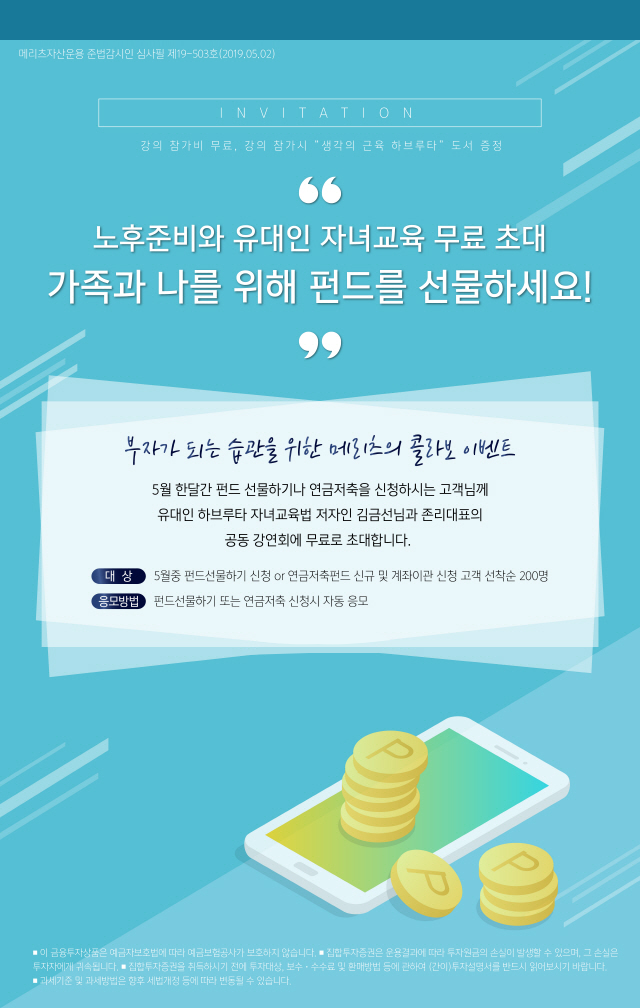 메리츠자산운용 준법감시인 심사필 제19-503호(2019.05.02)
INVITATION
강의 참가비 무료, 강의 참가시 "생각의 근육 하브루타" 도서 증정
“
노후준비와 유대인 자녀교육 무료 초대
가족과 나를 위해 펀드를 선물하세요!
”
부자가 되는 습관을 위한 메리츠의 콜라보 이벤트
5월 한달간 펀드 선물하기나 연금저축을 신청하시는 고객님께
유대인 하브루타 자녀교육법 저자인 김금선님과 존리대표의
공동 강연회에 무료로 초대합니다.
대 상 5월중 펀드선물하기 신청 or 연금저축펀드 신규 및 계좌이관 신청 고객 선착순 200명
응모방법 펀드선물하기 또는 연금저축 신청시 자동 응모
P
P
P
■ 이 금융투자상품은 예금자보호법에 따라 예금보험공사가 보호하지 않습니다. ■ 집합투자증권은 운용결과에 따라 투자원금의 손실이 발생할 수 있으며, 그 손실은
투자자에게 귀속됩니다. ■ 집합투자증권을 취득하시기 전에 투자대상, 보수·수수료 및 환매방법 등에 관하여 (간이)투자설명서를 반드시 읽어보시기 바랍니다.
■ 과세기준 및 과세방법은 향후 세법개정 등에 따라 변동될 수 있습니다.